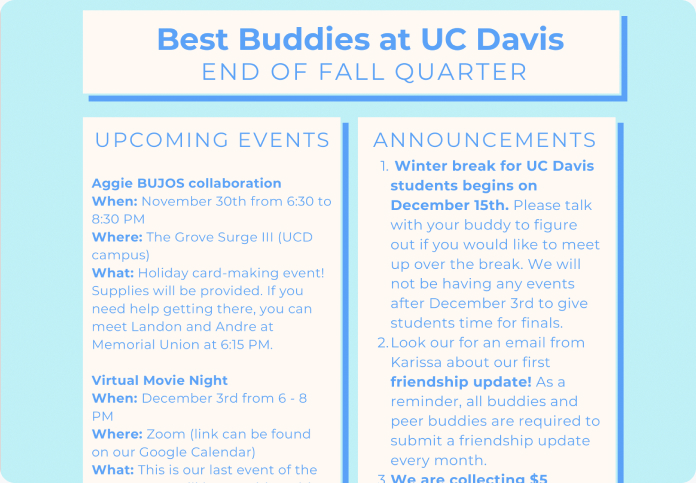 Best Buddies at UC Davis
END OF FALL QUARTER
UPCOMING EVENTS
Aggie BUJOS collaboration
When: November 30th from 6:30 to
8:30 PM
Where: The Grove Surge III (UCD
campus)
What: Holiday card-making event!
Supplies will be provided. If you
need help getting there, you can
meet Landon and Andre at
Memorial Union at 6:15 PM.
Virtual Movie Night
When: December 3rd from 6 - 8
PM
Where: Zoom (link can be found
on our Google Calendar)
What: This is our last event of the
ANNOUNCEMENTS
1. Winter break for UC Davis
students begins on
December 15th. Please talk
with your buddy to figure
out if you would like to meet
up over the break. We will
not be having any events
after December 3rd to give
students time for finals.
2. Look our for an email from
Karissa about our first
friendship update! As a
reminder, all buddies and
peer buddies are required to
submit a friendship update
every month.
3. We are collecting $5